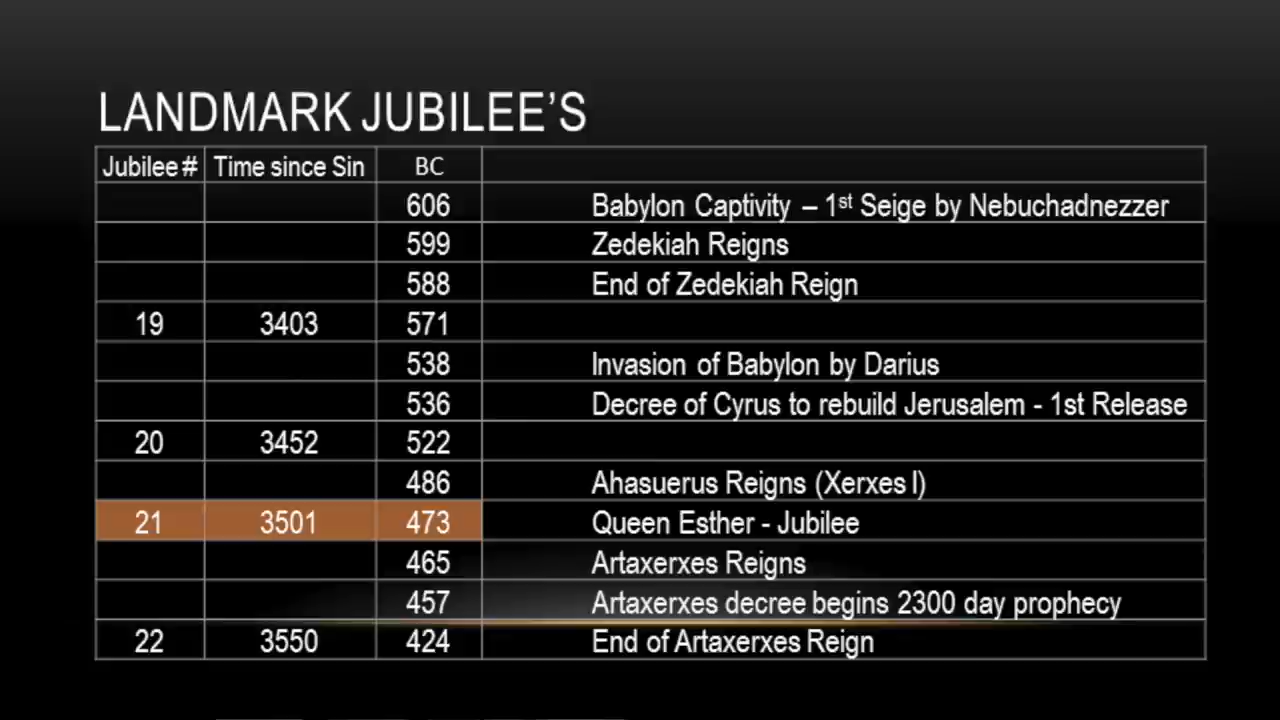 LANDMARK JUBILEE'S
Jubilee # Time since Sin BC
606 Babylon Captivity – 1st Seige by Nebuchadnezzer
599 Zedekiah Reigns
588 End of Zedekiah Reign
19 3403 571
538 Invasion of Babylon by Darius
536 Decree of Cyrus to rebuild Jerusalem - 1st Release
20 3452 522
486 Ahasuerus Reigns (Xerxes I)
21 3501 473 Queen Esther - Jubilee
465 Artaxerxes Reigns
457 Artaxerxes decree begins 2300 day prophecy
22 3550 424 End of Artaxerxes Reign